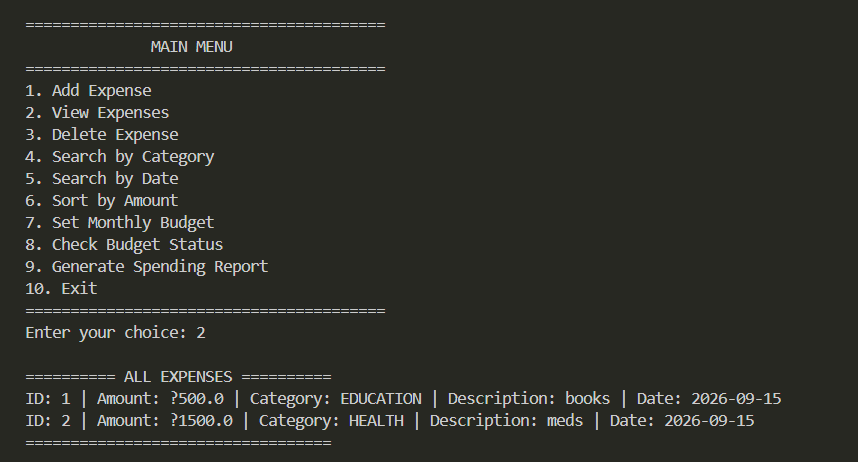 ========================================
MAIN MENU
========================================
1. Add Expense
2. View Expenses
3. Delete Expense
4. Search by Category
5. Search by Date
6. Sort by Amount
7. Set Monthly Budget
8. Check Budget Status
9. Generate Spending Report
10. Exit
========================================
Enter your choice: 2
========== ALL EXPENSES ==========
ID: 1 | Amount: ?500.0 | Category: EDUCATION | Description: books | Date: 2026-09-15
ID: 2 | Amount: ?1500.0 | Category: HEALTH | Description: meds | Date: 2026-09-15
==================================